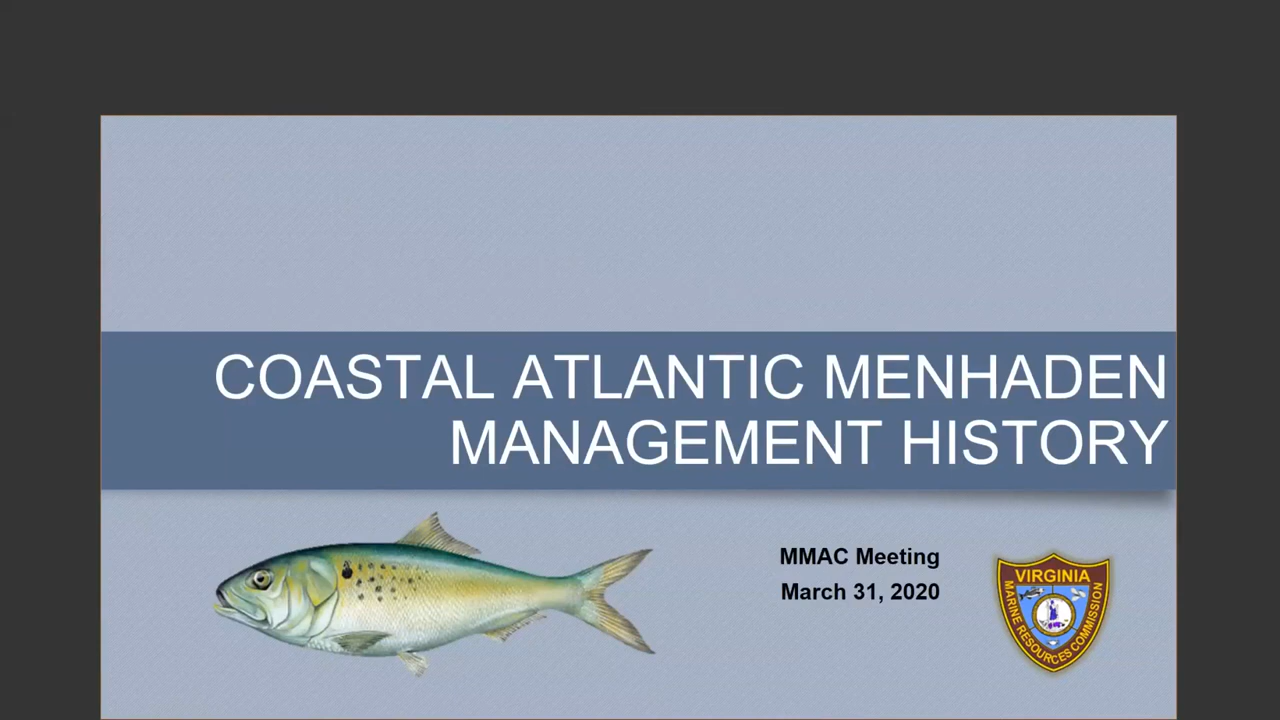 COASTAL ATLANTIC MENHADEN
MANAGEMENT HISTORY
MMAC Meeting
March 31, 2020
VIRGINIA
MARINE RESOURCES COMMISSION